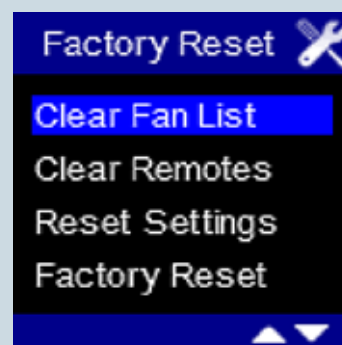 Factory Reset
Clear Fan List
Clear Remotes
Reset Settings
Factory Reset